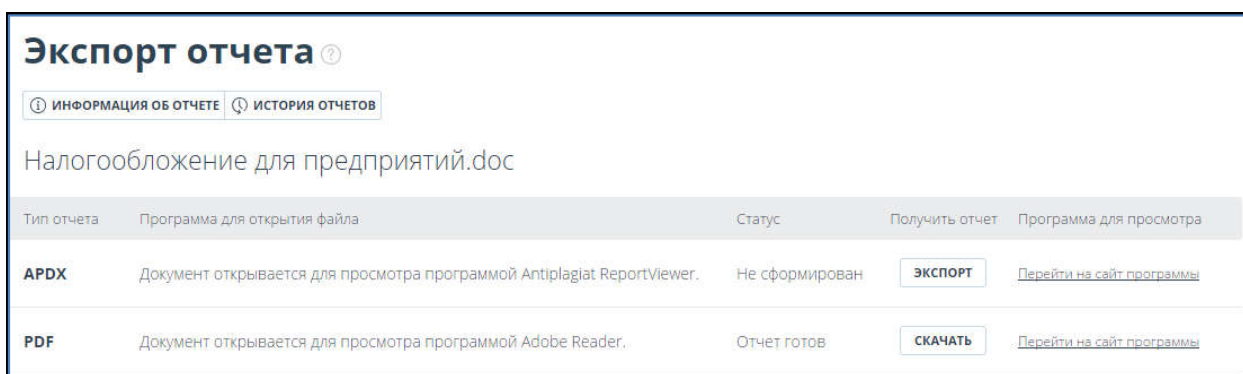 Экспорт отчета ?
ИНФОРМАЦИЯ ОБ ОТЧЕТЕ ИСТОРИЯ ОТЧЕТОВ
Налогообложение для предприятий.doc
Тип отчета Программа для открытия файла Статус Получить отчет Программа для просмотра
APDX Документ открывается для просмотра программой Antiplagiat ReportViewer. Не сформирован ЭКСПОРТ Перейти на сайт программы
PDF Документ открывается для просмотра программой Adobe Reader. Отчет готов СКАЧАТЬ Перейти на сайт программы